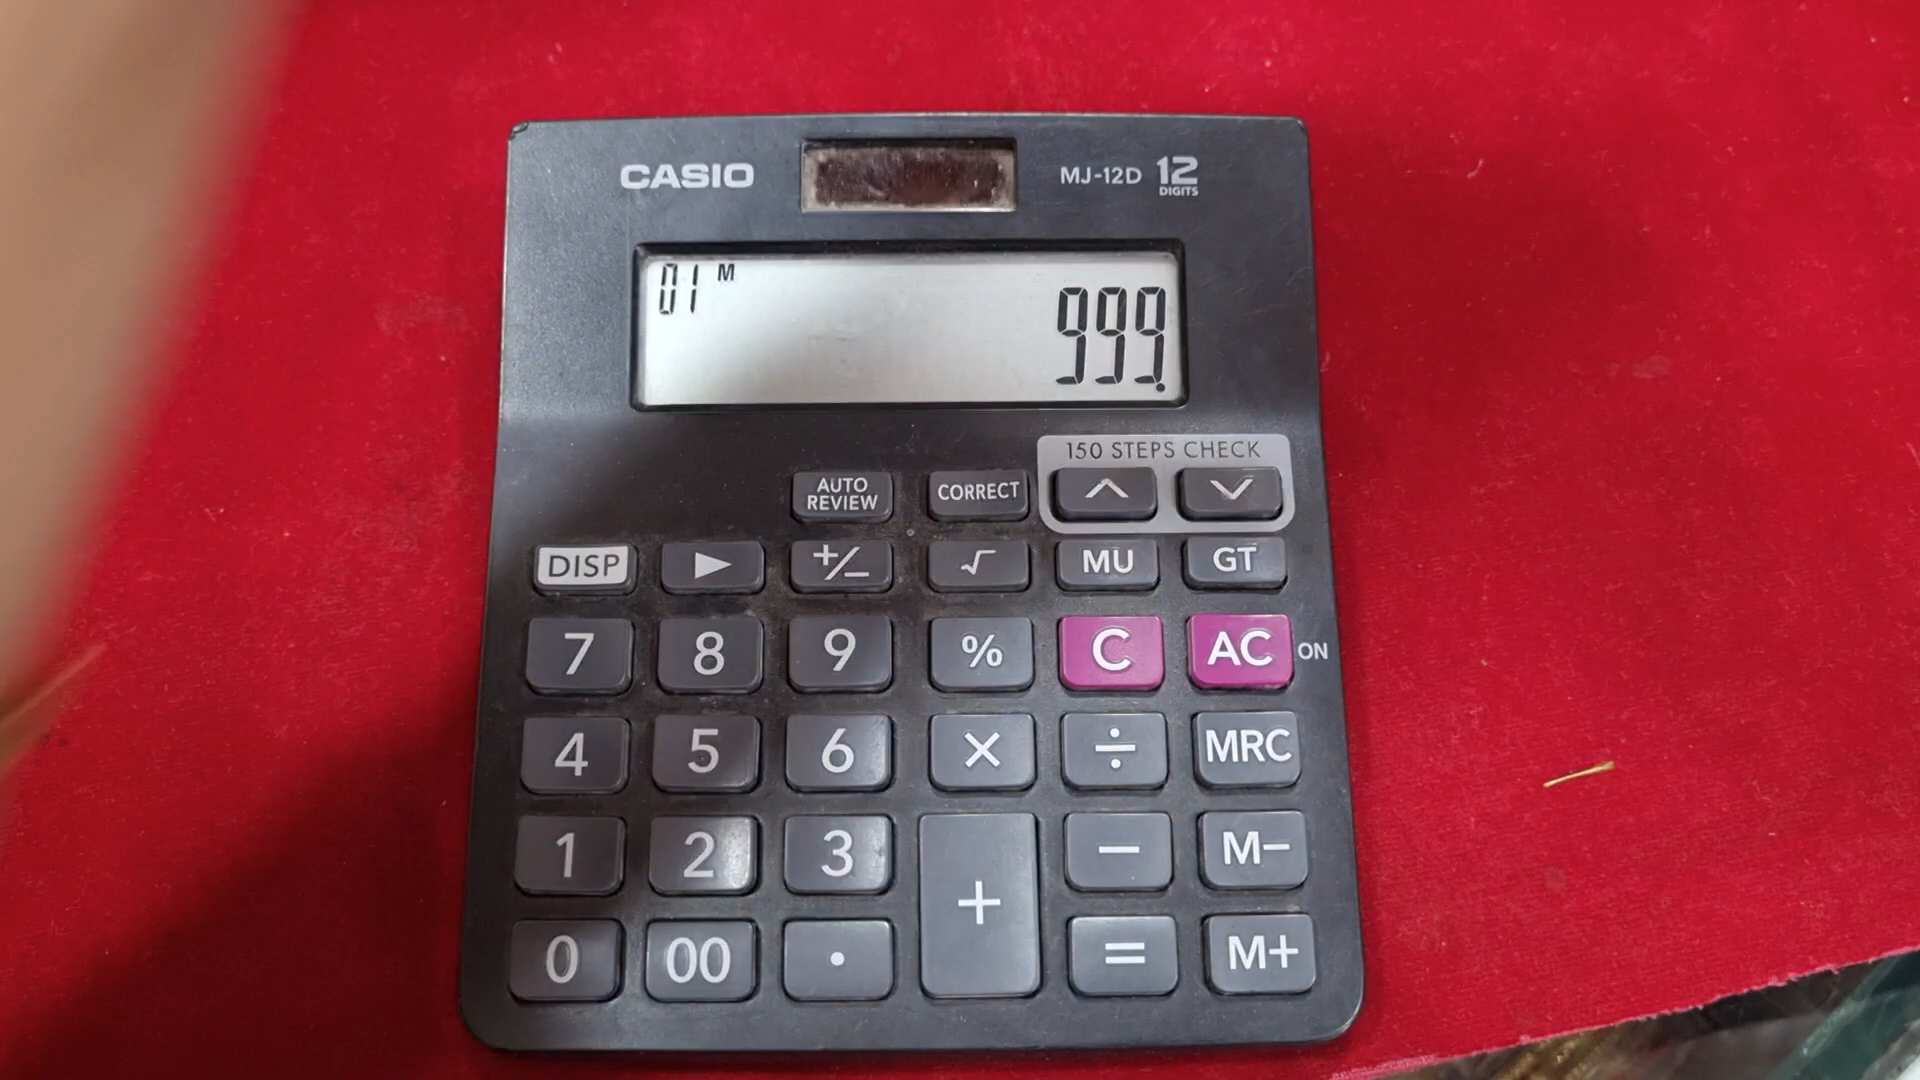 CASIO MJ-12D 12 DIGITS
01 M
999.
150 STEPS CHECK
AUTO REVIEW CORRECT
DISP ▶ +/− √ MU GT
7 8 9 % C AC ON
4 5 6 × ÷ MRC
1 2 3 + − M−
0 00 • = M+